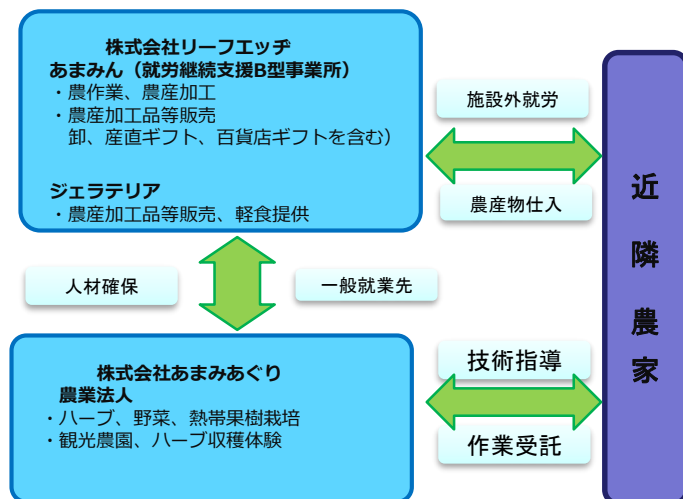 株式会社リーフエッヂ
あまみん（就労継続支援B型事業所）
・農作業、農産加工
・農産加工品等販売
卸、産直ギフト、百貨店ギフトを含む）
ジェラテリア
・農産加工品等販売、軽食提供
施設外就労
農産物仕入
近隣農家
人材確保
一般就業先
株式会社あまみあぐり
農業法人
・ハーブ、野菜、熱帯果樹栽培
・観光農園、ハーブ収穫体験
技術指導
作業受託